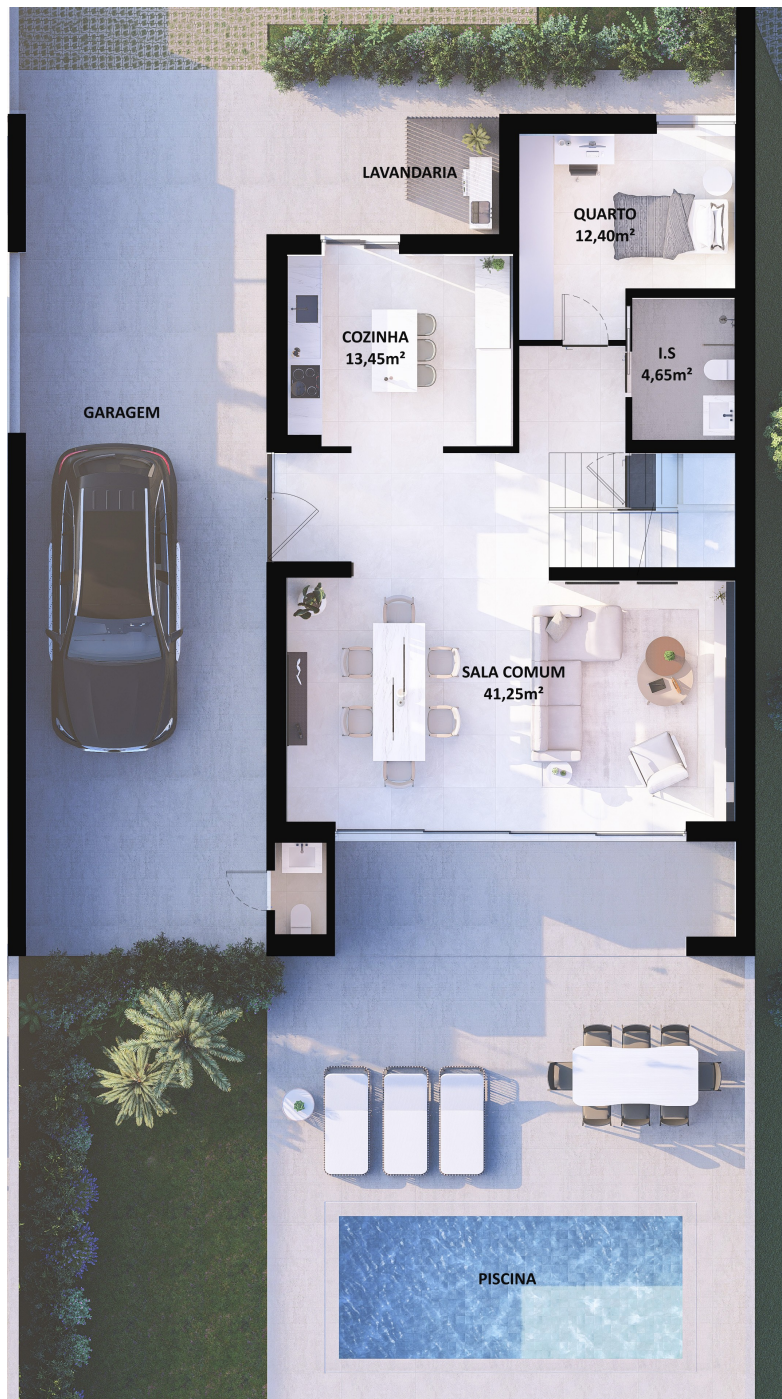 LAVANDARIA
QUARTO
12,40m²
COZINHA
13,45m²
I.S
4,65m²
GARAGEM
SALA COMUM
41,25m²
PISCINA